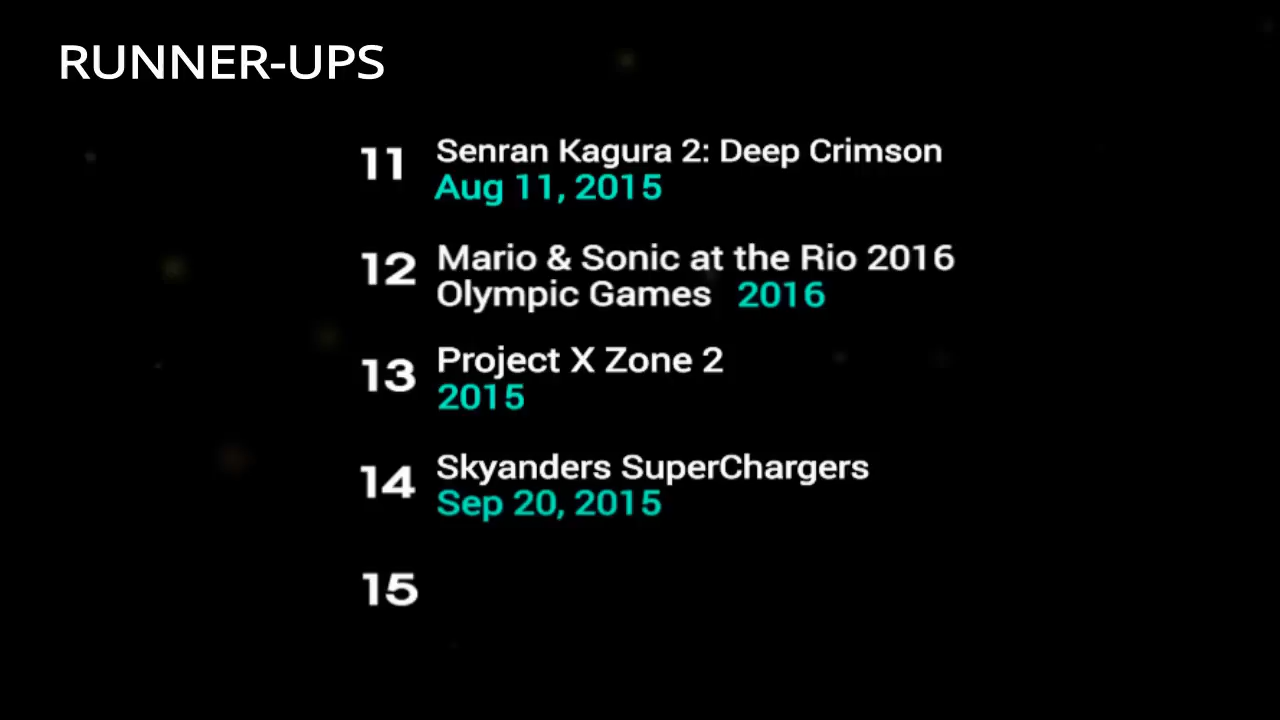 RUNNER-UPS
11 Senran Kagura 2: Deep Crimson
Aug 11, 2015
12 Mario & Sonic at the Rio 2016
Olympic Games 2016
13 Project X Zone 2
2015
14 Skyanders SuperChargers
Sep 20, 2015
15